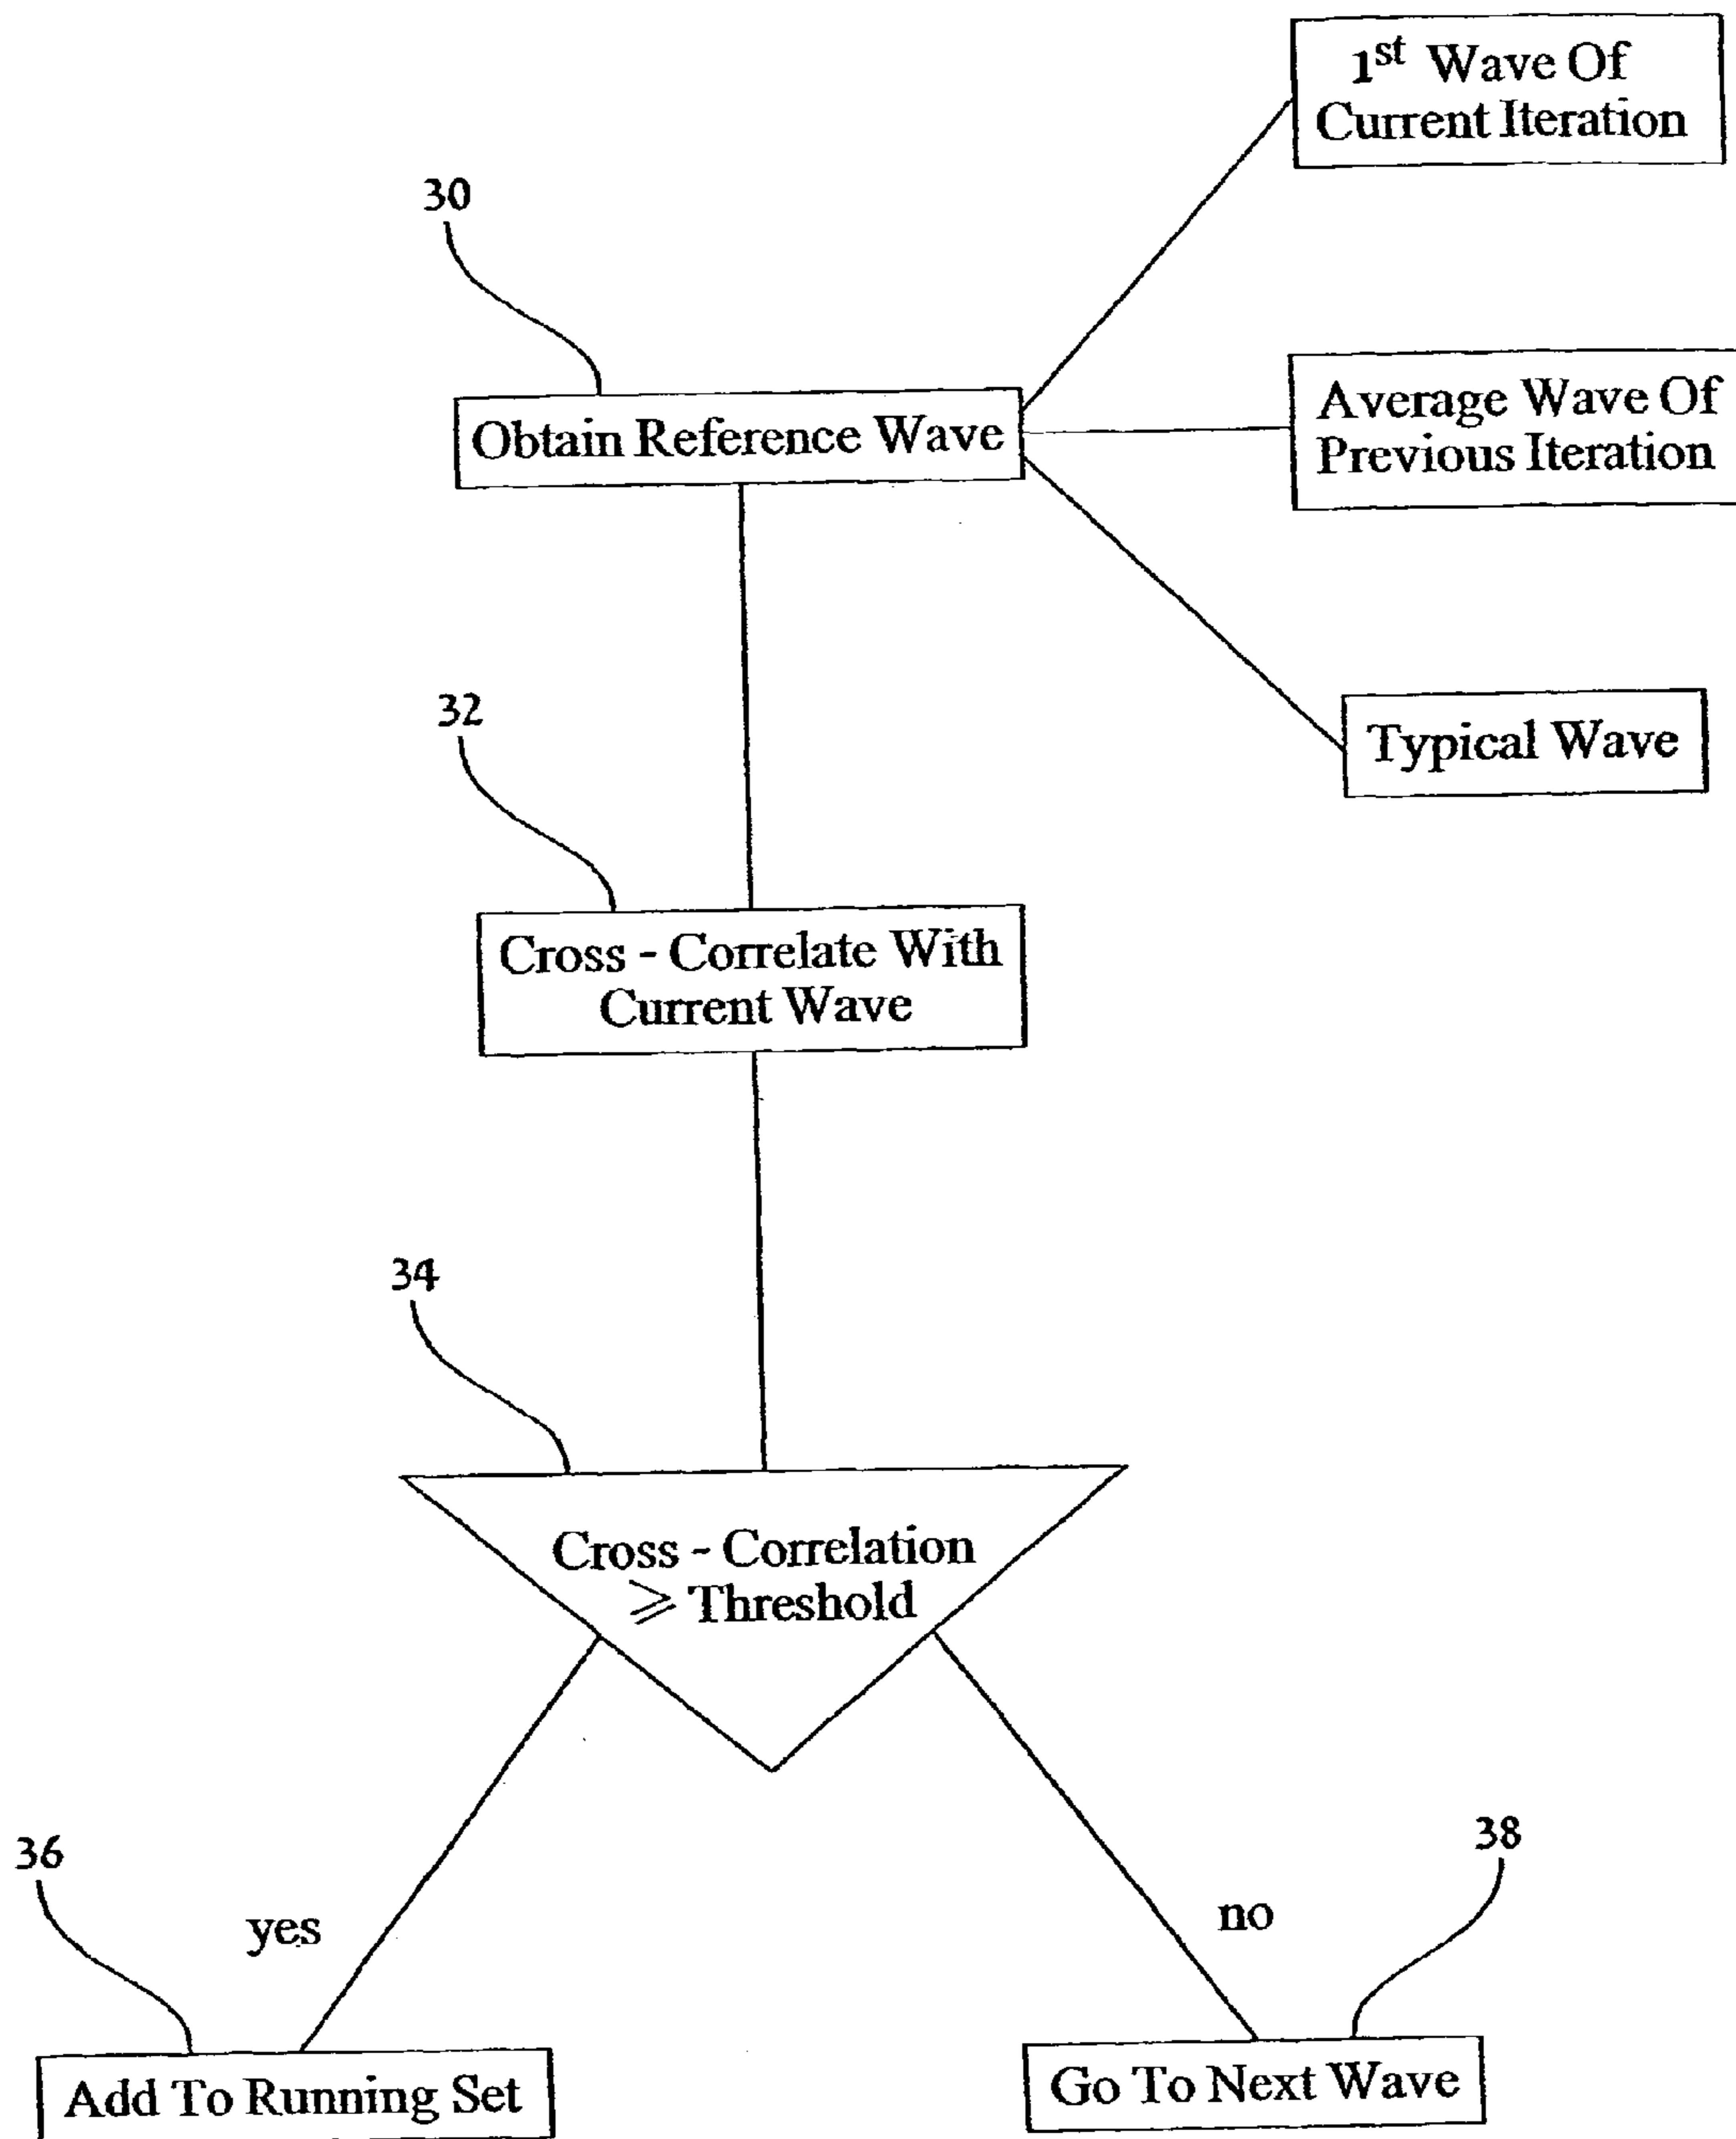 1st Wave Of
Current Iteration
30
Obtain Reference Wave
Average Wave Of
Previous Iteration
32
Typical Wave
Cross - Correlate With
Current Wave
34
Cross - Correlation
⩾ Threshold
36
38
yes
no
Add To Running Set
Go To Next Wave